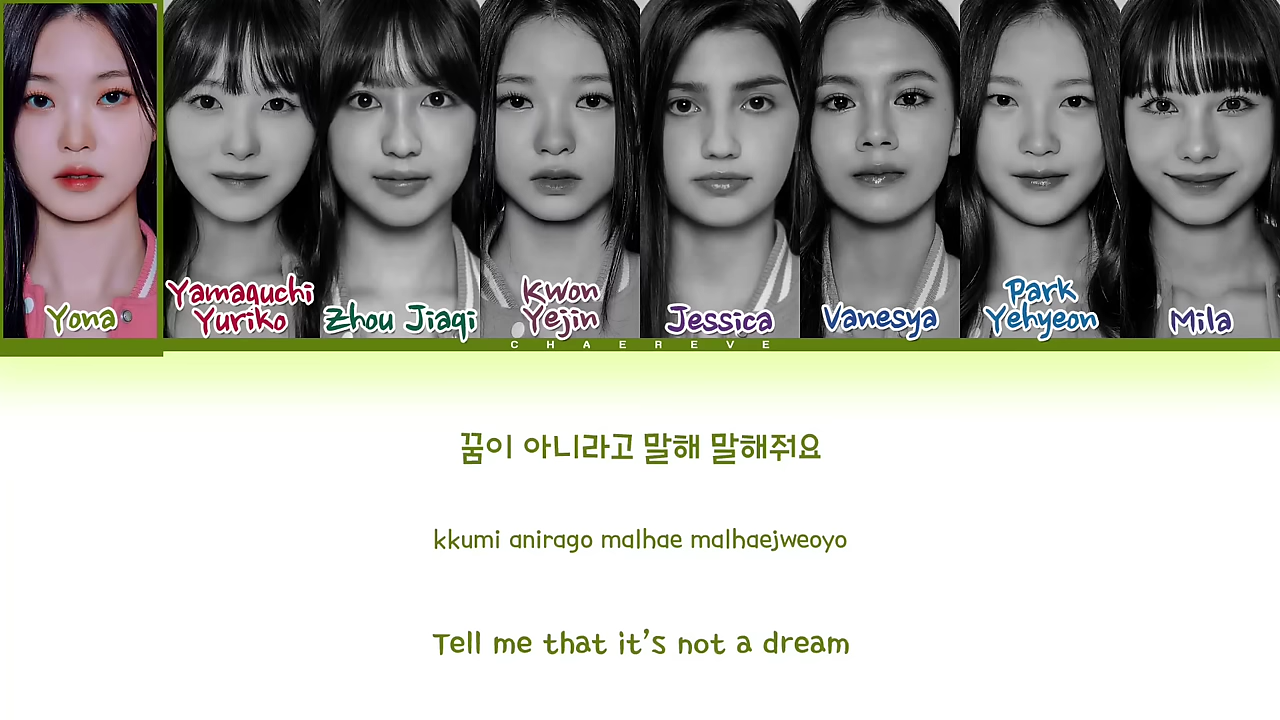 Yona
Yamaguchi
Yuriko
Zhou Jiaqi
Kwon
Yejin
Jessica
Vanesya
Park
Yehyeon
Mila
CHAEREVE
꿈이 아니라고 말해 말해줘요
kkumi anirago malhae malhaejweoyo
Tell me that it's not a dream